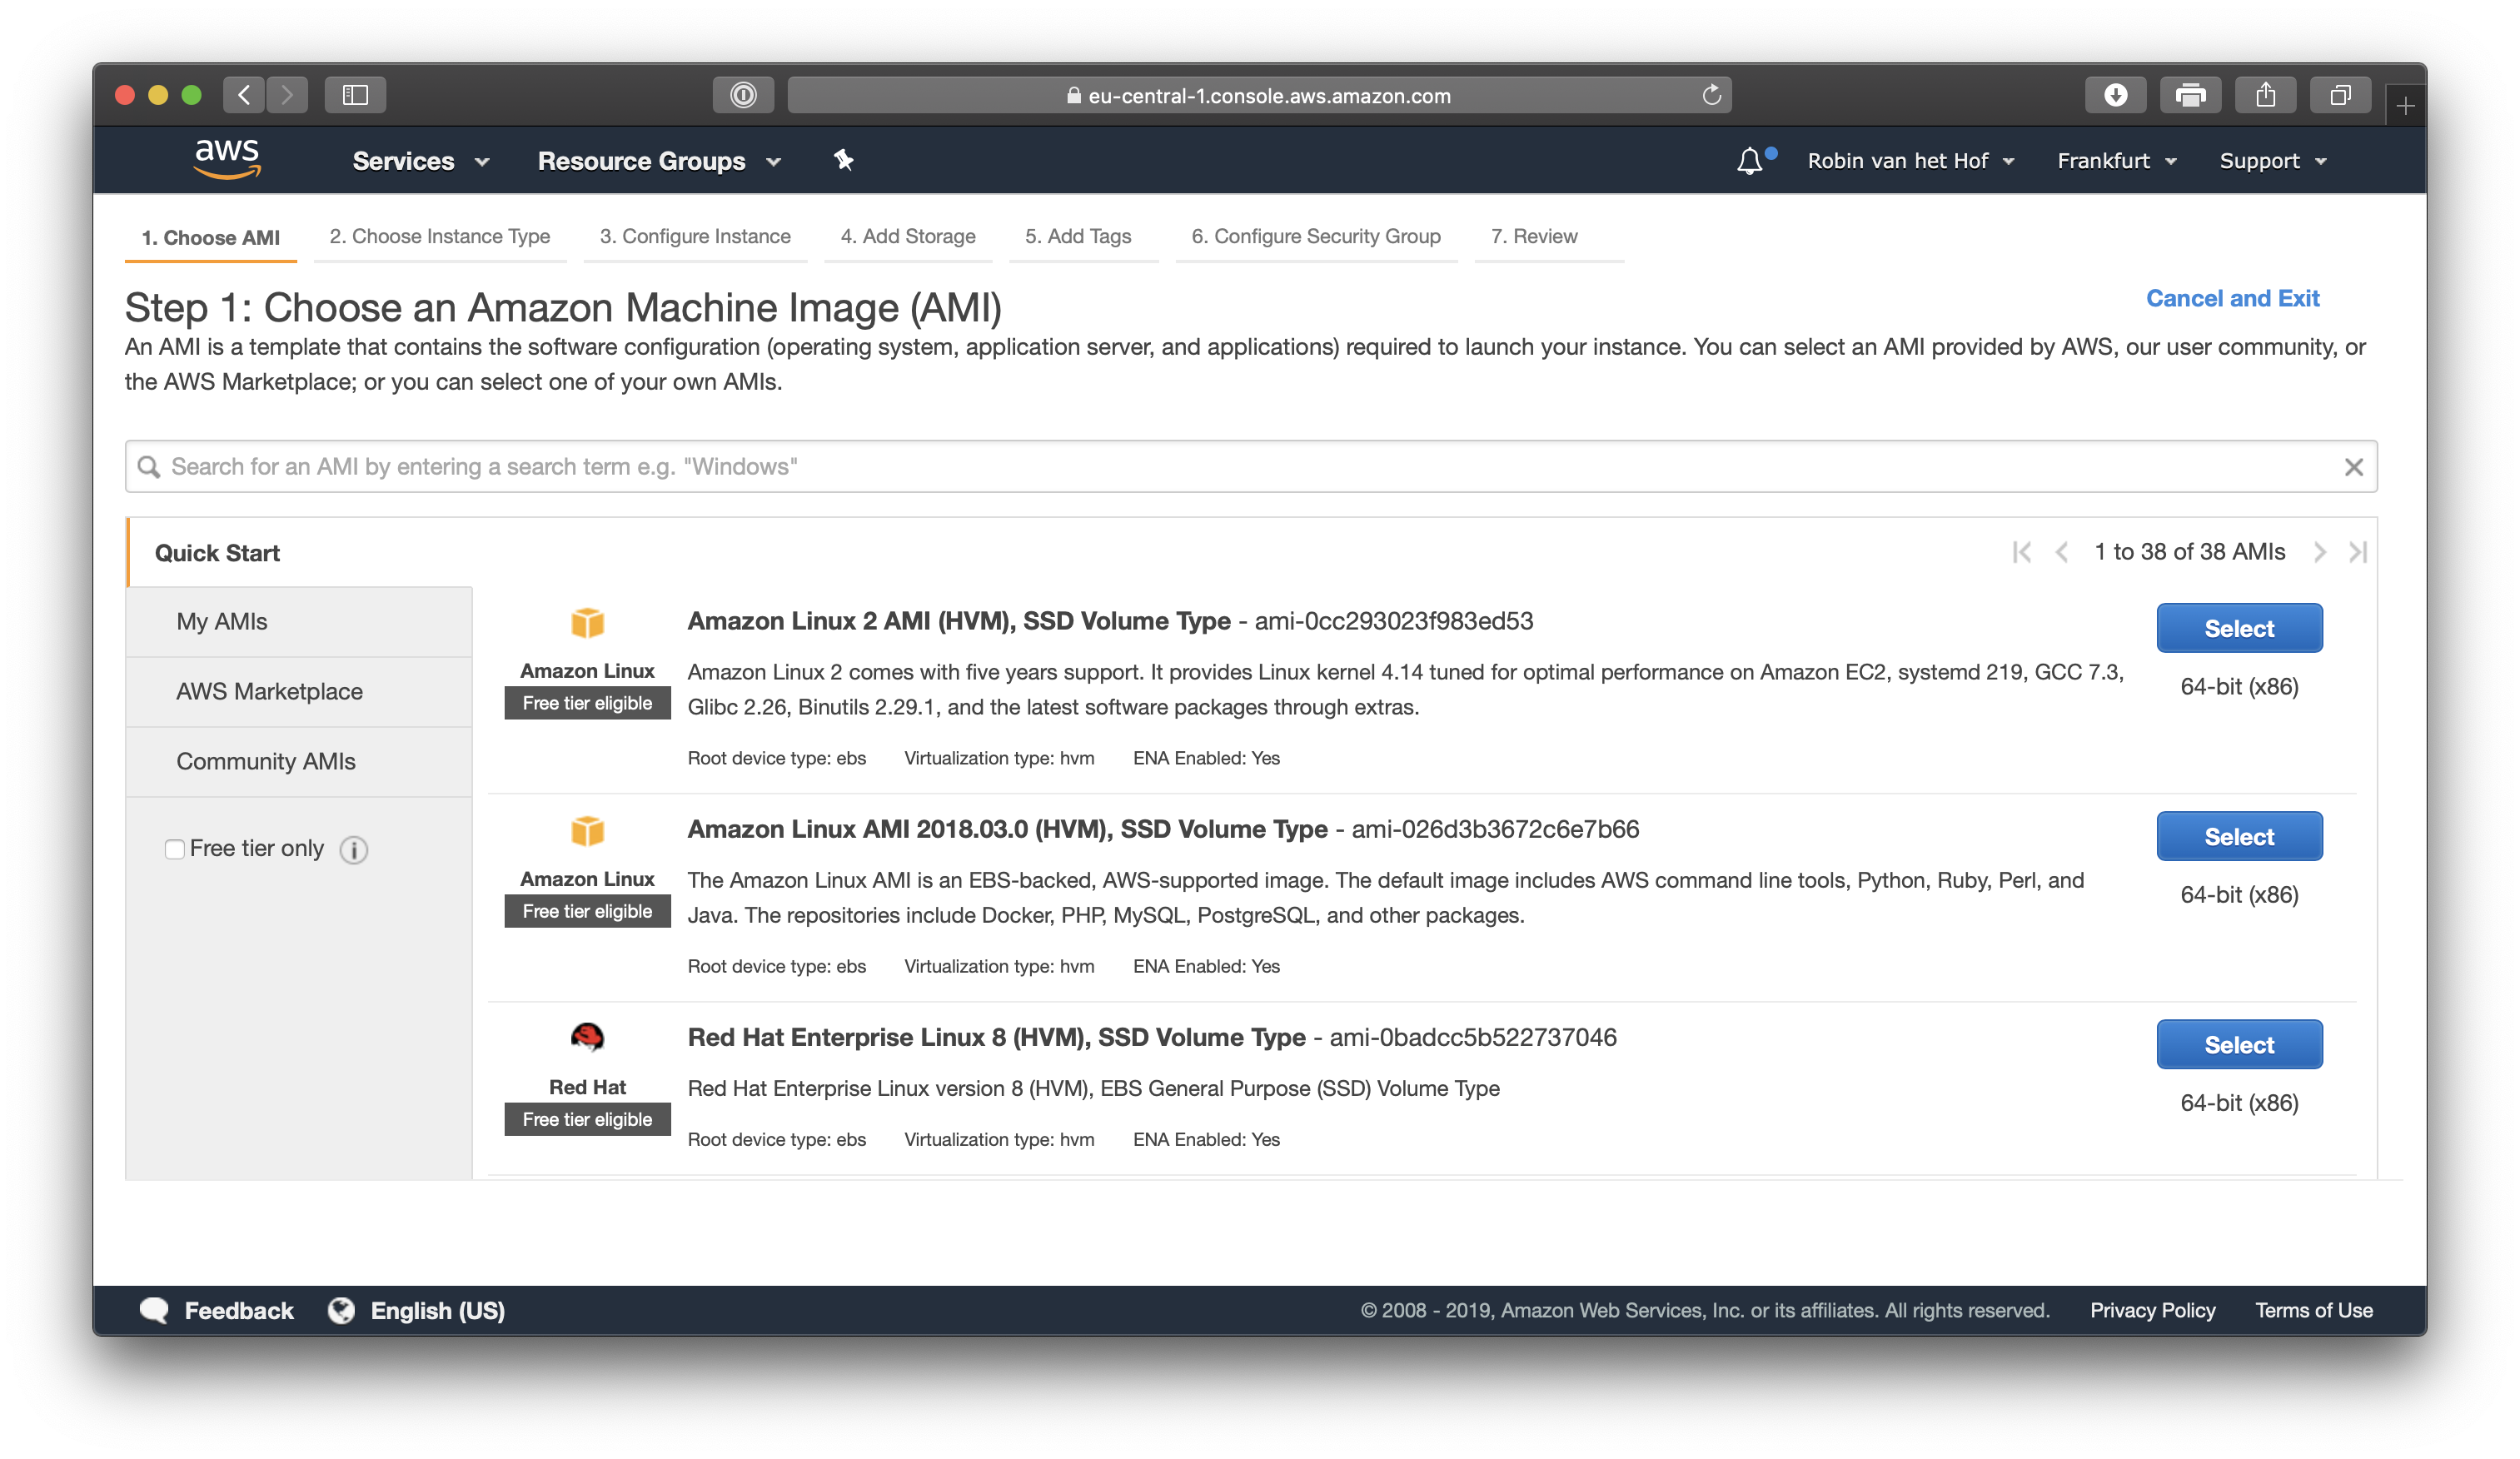 eu-central-1.console.aws.amazon.com
aws
Services
Resource Groups
Robin van het Hof
Frankfurt
Support
1. Choose AMI
2. Choose Instance Type
3. Configure Instance
4. Add Storage
5. Add Tags
6. Configure Security Group
7. Review
Step 1: Choose an Amazon Machine Image (AMI)
Cancel and Exit
An AMI is a template that contains the software configuration (operating system, application server, and applications) required to launch your instance. You can select an AMI provided by AWS, our user community, or
the AWS Marketplace; or you can select one of your own AMIs.
Search for an AMI by entering a search term e.g. "Windows"
Quick Start
My AMIs
AWS Marketplace
Community AMIs
Free tier only
1 to 38 of 38 AMIs
Amazon Linux
Free tier eligible
Amazon Linux 2 AMI (HVM), SSD Volume Type - ami-0cc293023f983ed53
Amazon Linux 2 comes with five years support. It provides Linux kernel 4.14 tuned for optimal performance on Amazon EC2, systemd 219, GCC 7.3,
Glibc 2.26, Binutils 2.29.1, and the latest software packages through extras.
Root device type: ebs
Virtualization type: hvm
ENA Enabled: Yes
Select
64-bit (x86)
Amazon Linux
Free tier eligible
Amazon Linux AMI 2018.03.0 (HVM), SSD Volume Type - ami-026d3b3672c6e7b66
The Amazon Linux AMI is an EBS-backed, AWS-supported image. The default image includes AWS command line tools, Python, Ruby, Perl, and
Java. The repositories include Docker, PHP, MySQL, PostgreSQL, and other packages.
Root device type: ebs
Virtualization type: hvm
ENA Enabled: Yes
Select
64-bit (x86)
Red Hat
Free tier eligible
Red Hat Enterprise Linux 8 (HVM), SSD Volume Type - ami-0badcc5b522737046
Red Hat Enterprise Linux version 8 (HVM), EBS General Purpose (SSD) Volume Type
Root device type: ebs
Virtualization type: hvm
ENA Enabled: Yes
Select
64-bit (x86)
Feedback
English (US)
© 2008 - 2019, Amazon Web Services, Inc. or its affiliates. All rights reserved.
Privacy Policy
Terms of Use